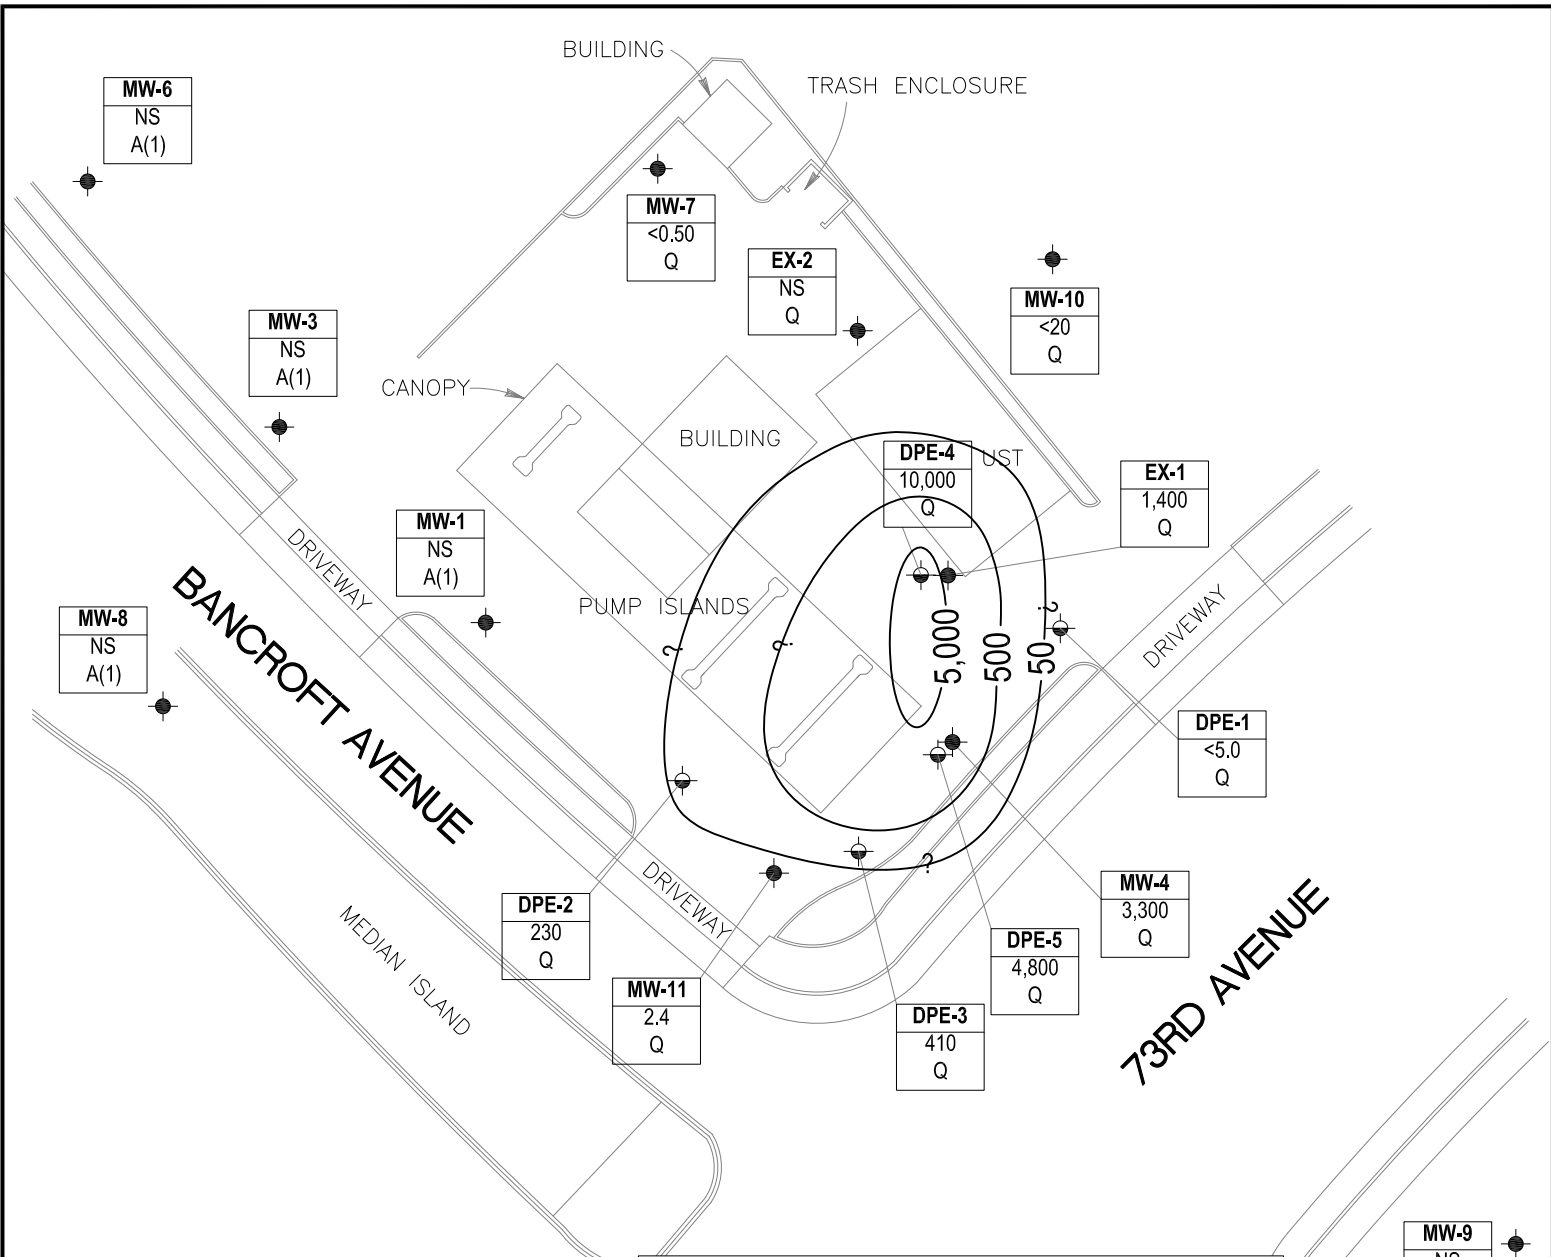 BUILDING
TRASH ENCLOSURE
MW-6
NS
A(1)
MW-7
<0.50
Q
EX-2
NS
Q
MW-10
<20
Q
MW-3
NS
A(1)
CANOPY
BUILDING
DPE-4
10,000
Q
UST
EX-1
1,400
Q
MW-1
NS
A(1)
DRIVEWAY
BANCROFT AVENUE
PUMP ISLANDS
MW-8
NS
A(1)
?
?
?
5,000
500
50
DRIVEWAY
DPE-1
<5.0
Q
?
DRIVEWAY
MW-4
3,300
Q
DPE-2
230
Q
DPE-5
4,800
Q
MEDIAN ISLAND
MW-11
2.4
Q
DPE-3
410
Q
73RD AVENUE
MW-9
NS